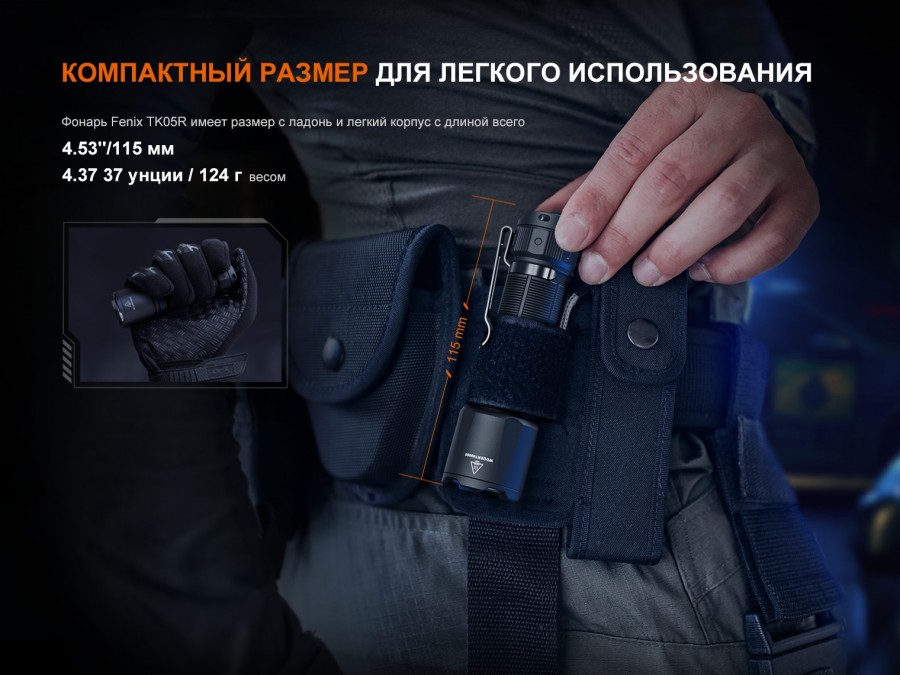 КОМПАКТНЫЙ РАЗМЕР ДЛЯ ЛЕГКОГО ИСПОЛЬЗОВАНИЯ
Фонарь Fenix TK05R имеет размер с ладонь и легкий корпус с длиной всего
4.53"/115 мм
4.37 37 унции / 124 г весом
115 mm